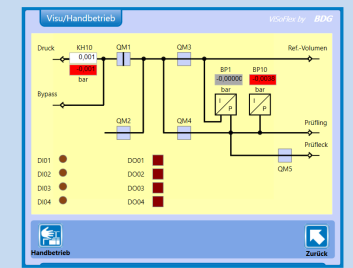 Visu/Handbetrieb
ViSoFlex by BDG
Druck KH10 QM1 QM3 Ref.-Volumen
0,001
bar
BP1 BP10
-0,00000 -0,0006
bar bar
Bypass
I P I P
QM2 QM4 Prüfling
Prüfleck
DI01 DO01
QM5
DI02 DO02
DI03 DO03
DI04 DO04
Handbetrieb Zurück